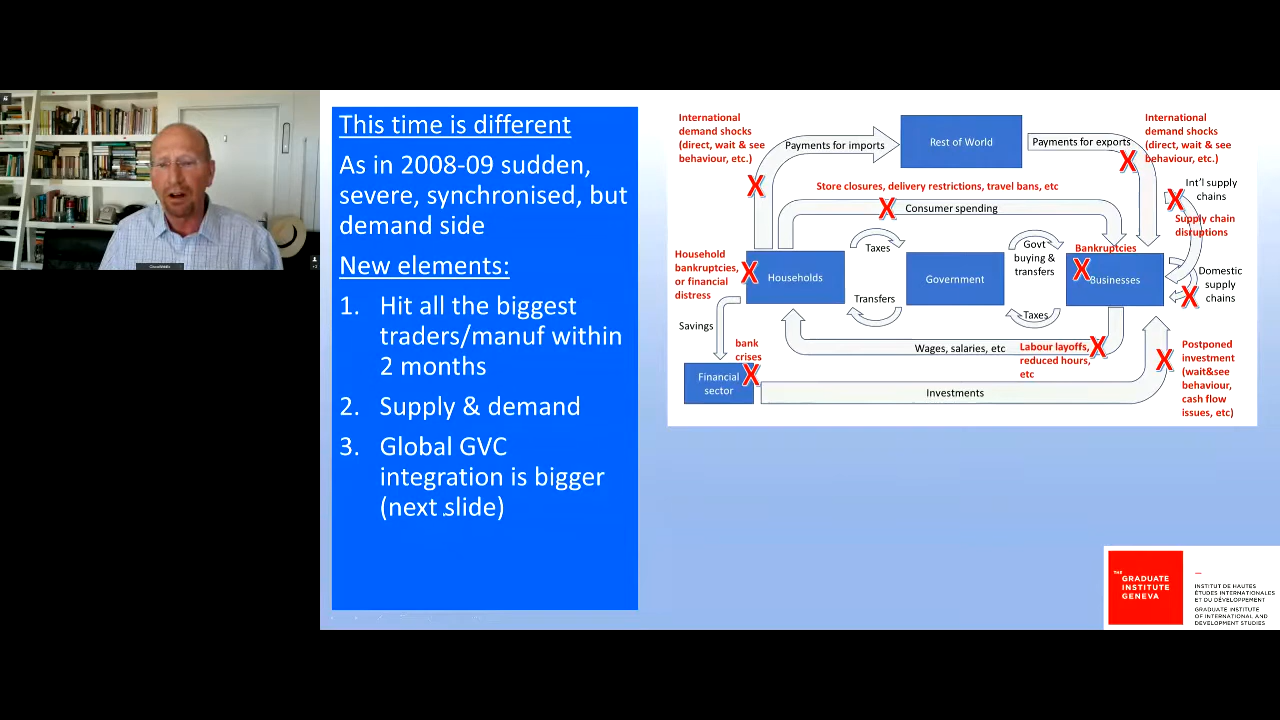 This time is different
As in 2008-09 sudden,
severe, synchronised, but
demand side
New elements:
1. Hit all the biggest
traders/manuf within
2 months
2. Supply & demand
3. Global GVC
integration is bigger
(next slide)
International
demand shocks
(direct, wait & see
behaviour, etc.)
Payments for imports
Rest of World
Payments for exports
International
demand shocks
(direct, wait & see
behaviour, etc.)
Store closures, delivery restrictions, travel bans, etc
Consumer spending
Int'l supply
chains
Supply chain
disruptions
Household
bankruptcies,
or financial
distress
Households
Taxes
Transfers
Government
Govt
buying &
transfers
Taxes
Bankruptcies
Businesses
Domestic
supply
chains
Savings
bank
crises
Financial
sector
Wages, salaries, etc
Labour layoffs,
reduced hours,
etc
Investments
Postponed
investment
(wait&see
behaviour,
cash flow
issues, etc)
THE
GRADUATE
INSTITUTE
GENEVA
INSTITUT DE HAUTES
ÉTUDES INTERNATIONALES
ET DU DÉVELOPPEMENT
GRADUATE INSTITUTE
OF INTERNATIONAL AND
DEVELOPMENT STUDIES